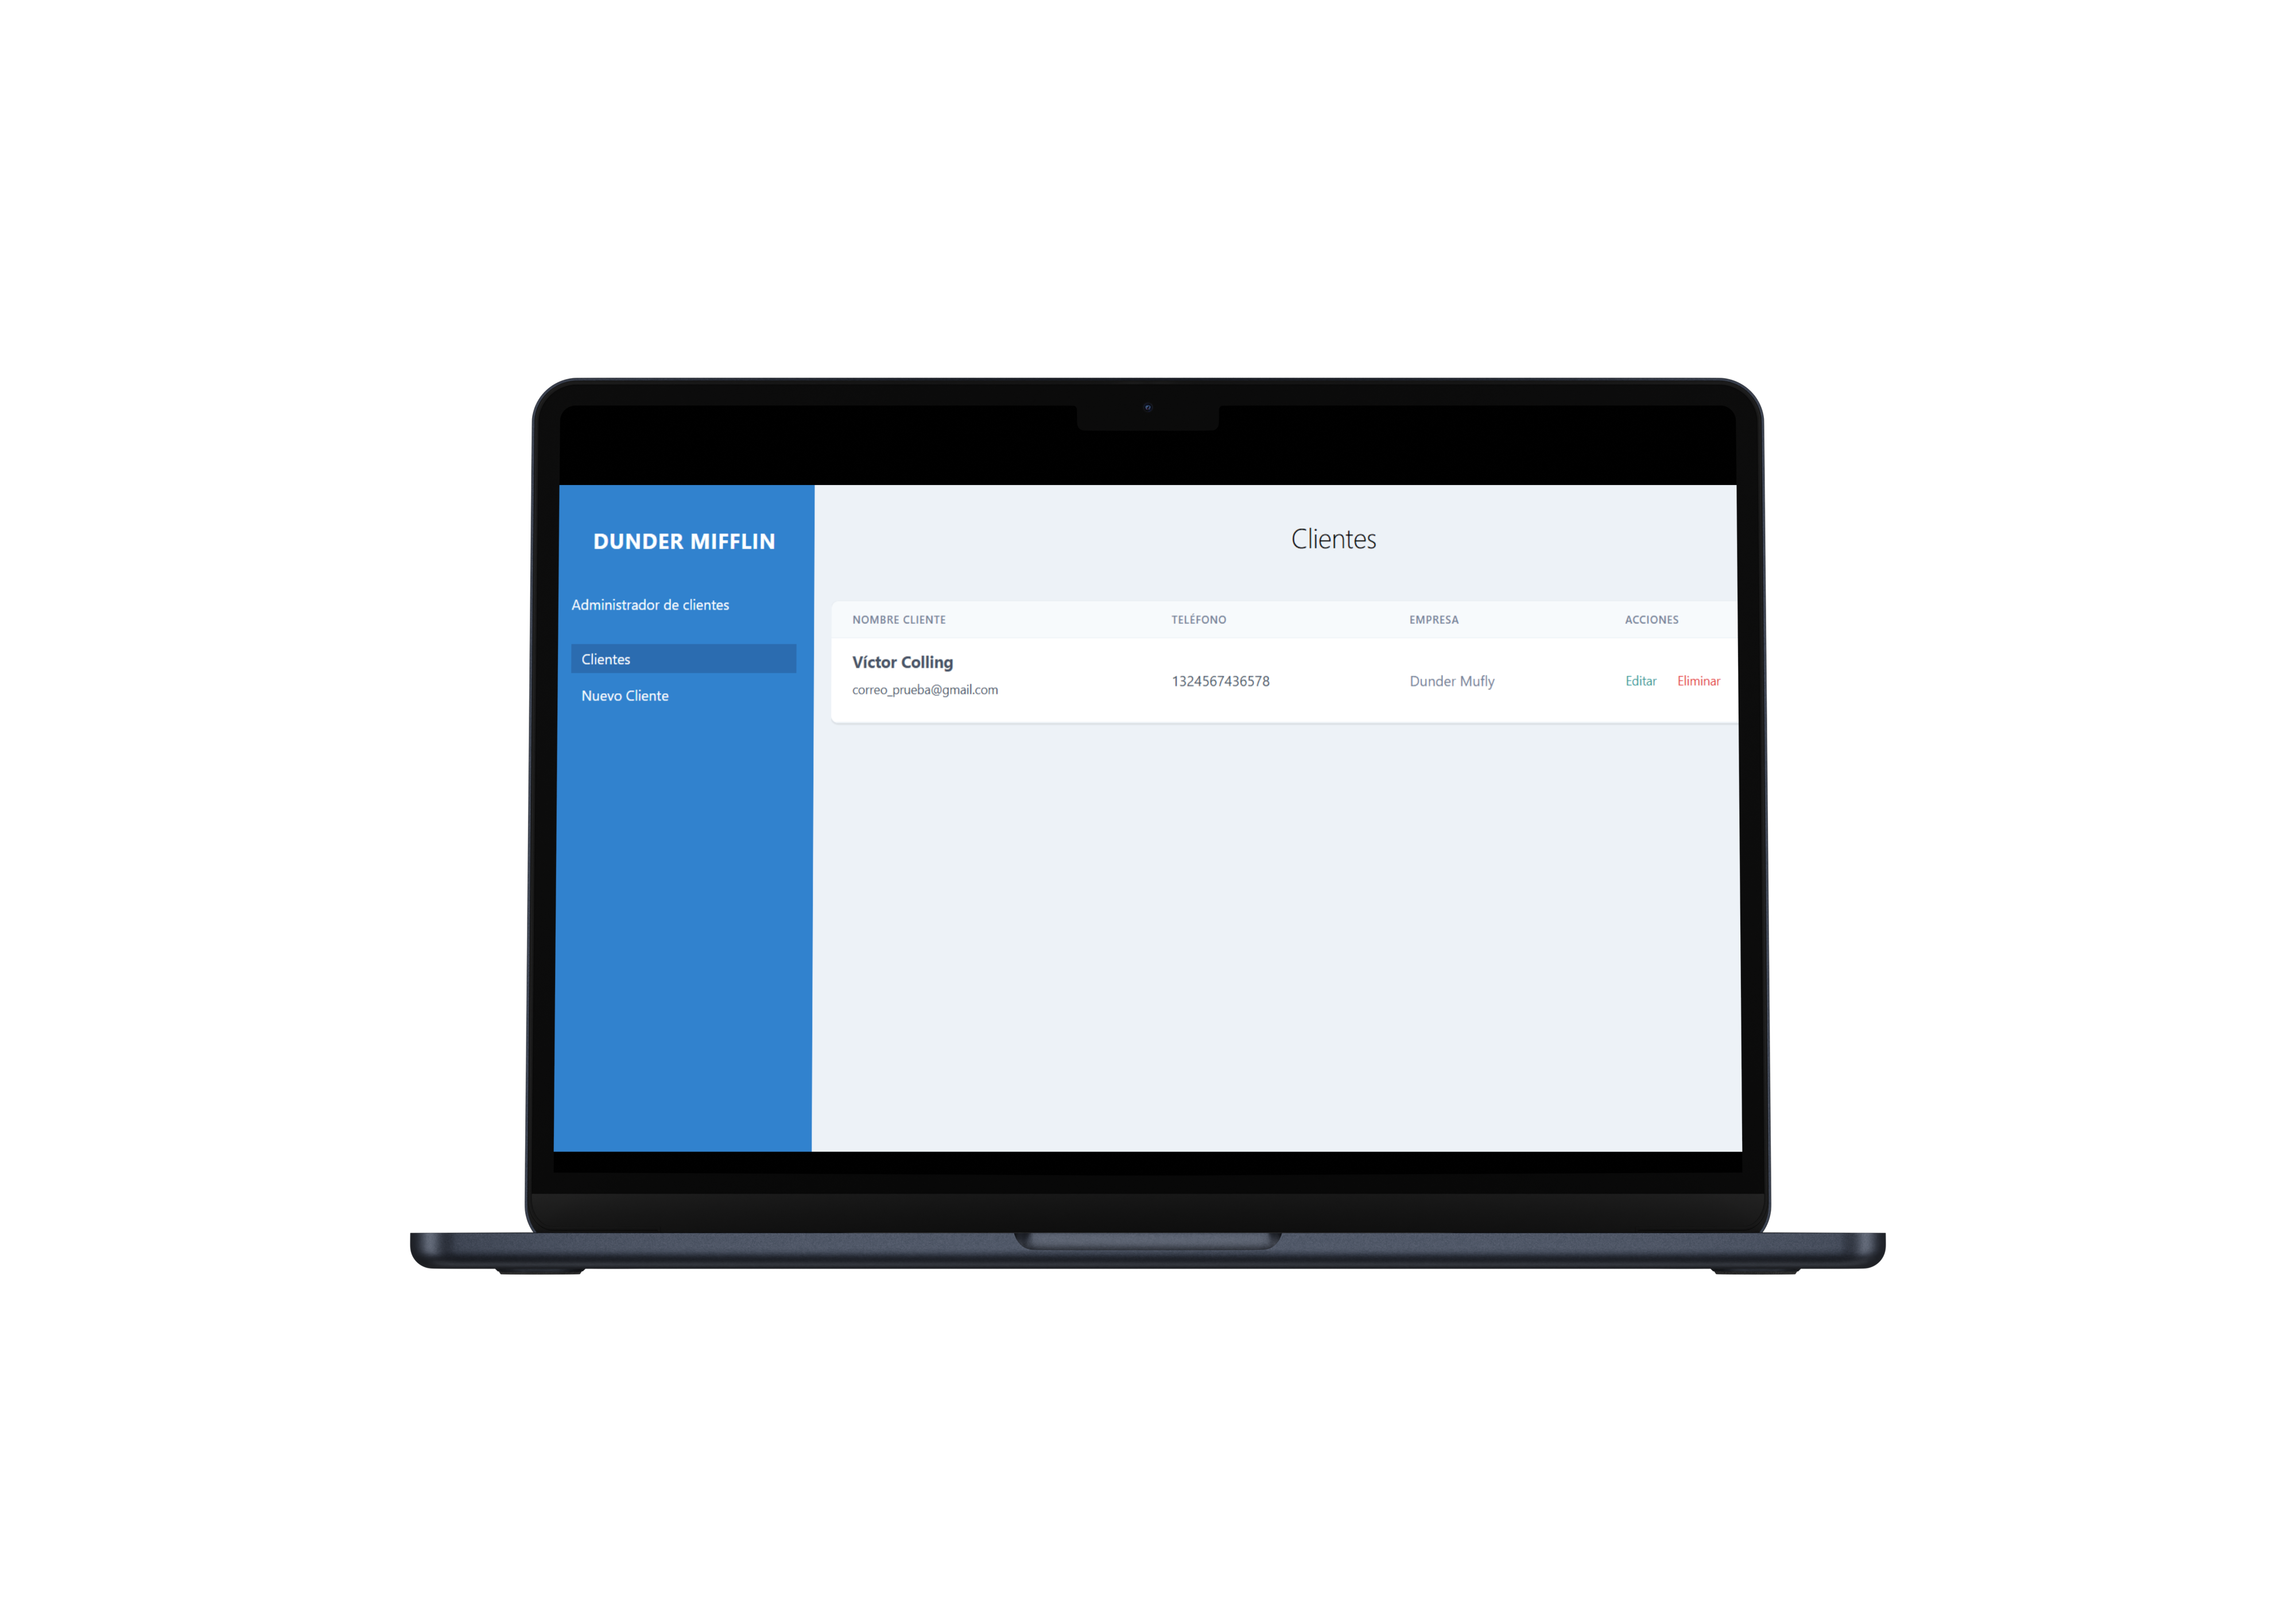 DUNDER MIFFLIN
Administrador de clientes
Clientes
Nuevo Cliente
Clientes
NOMBRE CLIENTE TELÉFONO EMPRESA ACCIONES
Víctor Colling
correo_prueba@gmail.com
1324567436578 Dunder Mufly Editar Eliminar